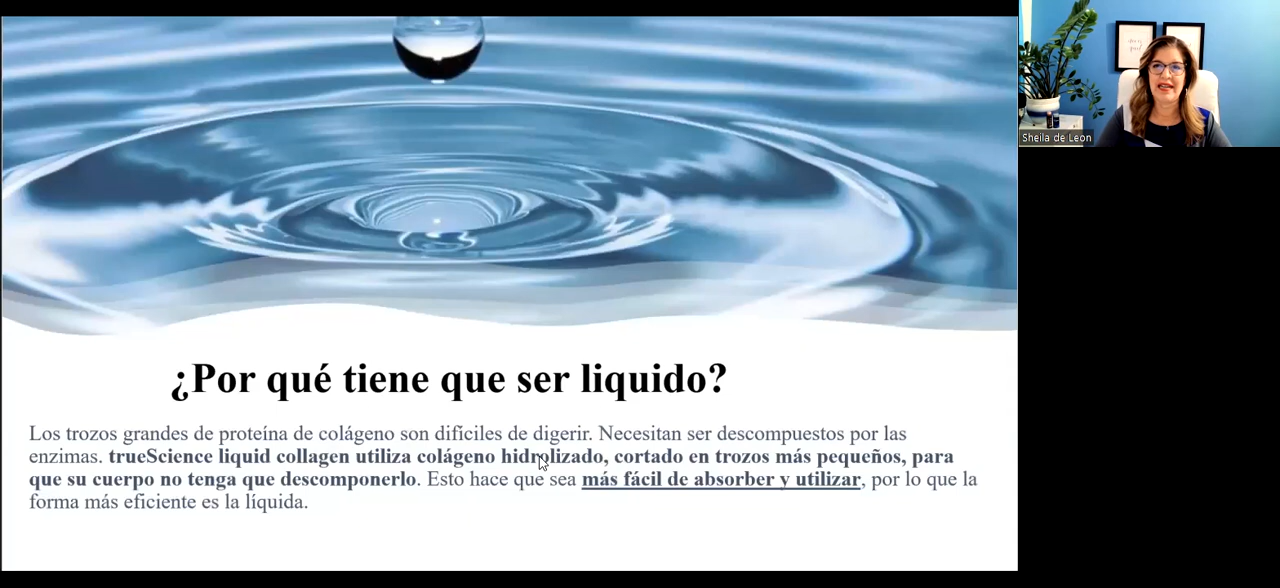 ¿Por qué tiene que ser liquido?
Los trozos grandes de proteína de colágeno son difíciles de digerir. Necesitan ser descompuestos por las
enzimas. trueScience liquid collagen utiliza colágeno hidrolizado, cortado en trozos más pequeños, para
que su cuerpo no tenga que descomponerlo. Esto hace que sea más fácil de absorber y utilizar, por lo que la
forma más eficiente es la líquida.
Sheila de Leon